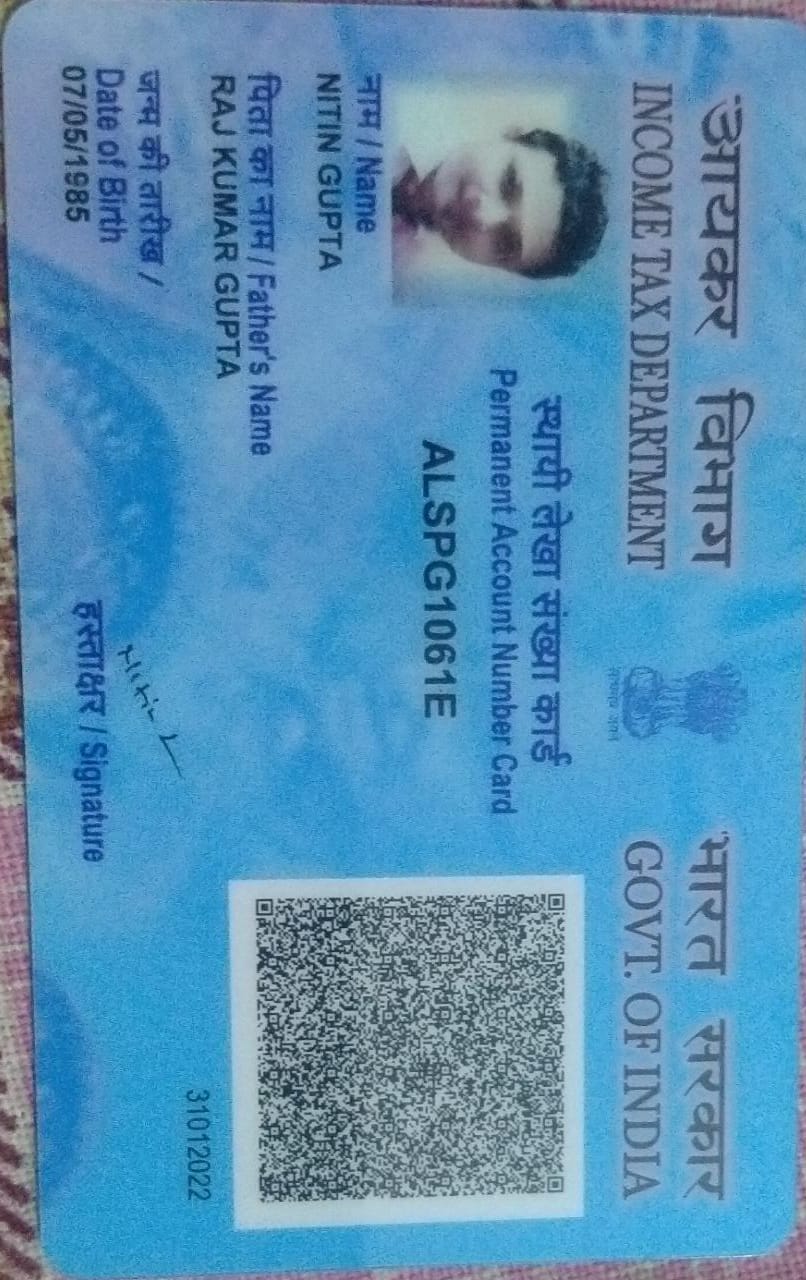 आयकर विभाग
INCOME TAX DEPARTMENT
सत्यमेव जयते
भारत सरकार
GOVT. OF INDIA
स्थायी लेखा संख्या कार्ड
Permanent Account Number Card
ALSPG1061E
नाम / Name
NITIN GUPTA
पिता का नाम / Father's Name
RAJ KUMAR GUPTA
31012022
जन्म की तारीख /
Date of Birth
07/05/1985
Nitin
हस्ताक्षर / Signature